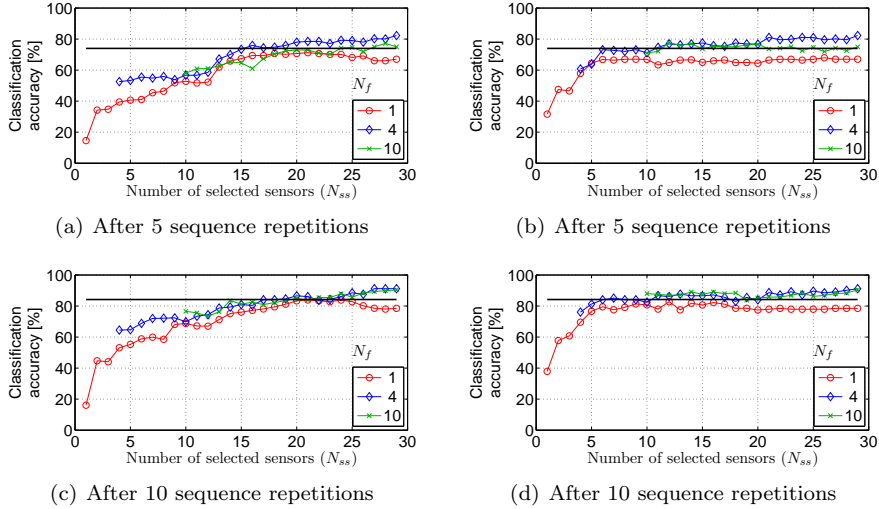 100
80
60
40
20
0
Classification
accuracy [%]
0 5 10 15 20 25 30
Number of selected sensors (N_ss)
N_f
1
4
10
(a) After 5 sequence repetitions
100
80
60
40
20
0
Classification
accuracy [%]
0 5 10 15 20 25 30
Number of selected sensors (N_ss)
N_f
1
4
10
(b) After 5 sequence repetitions
100
80
60
40
20
0
Classification
accuracy [%]
0 5 10 15 20 25 30
Number of selected sensors (N_ss)
N_f
1
4
10
(c) After 10 sequence repetitions
100
80
60
40
20
0
Classification
accuracy [%]
0 5 10 15 20 25 30
Number of selected sensors (N_ss)
N_f
1
4
10
(d) After 10 sequence repetitions